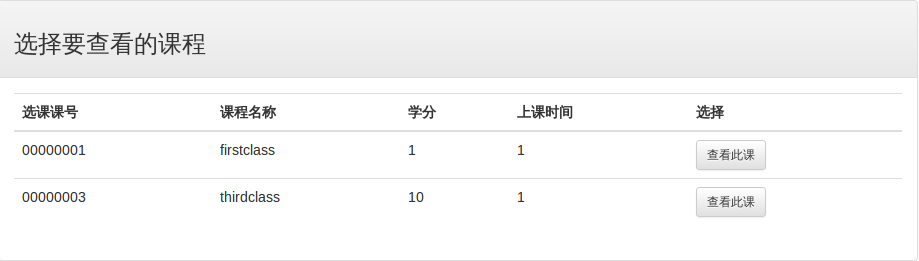 选择要查看的课程
选课课号 课程名称 学分 上课时间 选择
00000001 firstclass 1 1 查看此课
00000003 thirdclass 10 1 查看此课